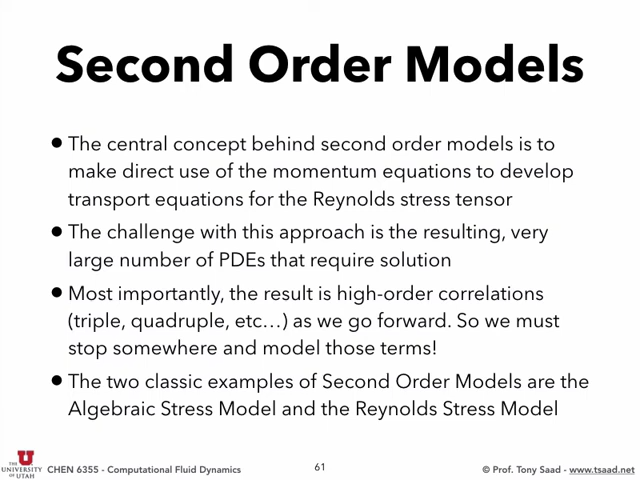 Second Order Models
• The central concept behind second order models is to
make direct use of the momentum equations to develop
transport equations for the Reynolds stress tensor
• The challenge with this approach is the resulting, very
large number of PDEs that require solution
• Most importantly, the result is high-order correlations
(triple, quadruple, etc…) as we go forward. So we must
stop somewhere and model those terms!
• The two classic examples of Second Order Models are the
Algebraic Stress Model and the Reynolds Stress Model
THE
UNIVERSITY
OF UTAH
CHEN 6355 - Computational Fluid Dynamics
61
© Prof. Tony Saad - www.tsaad.net